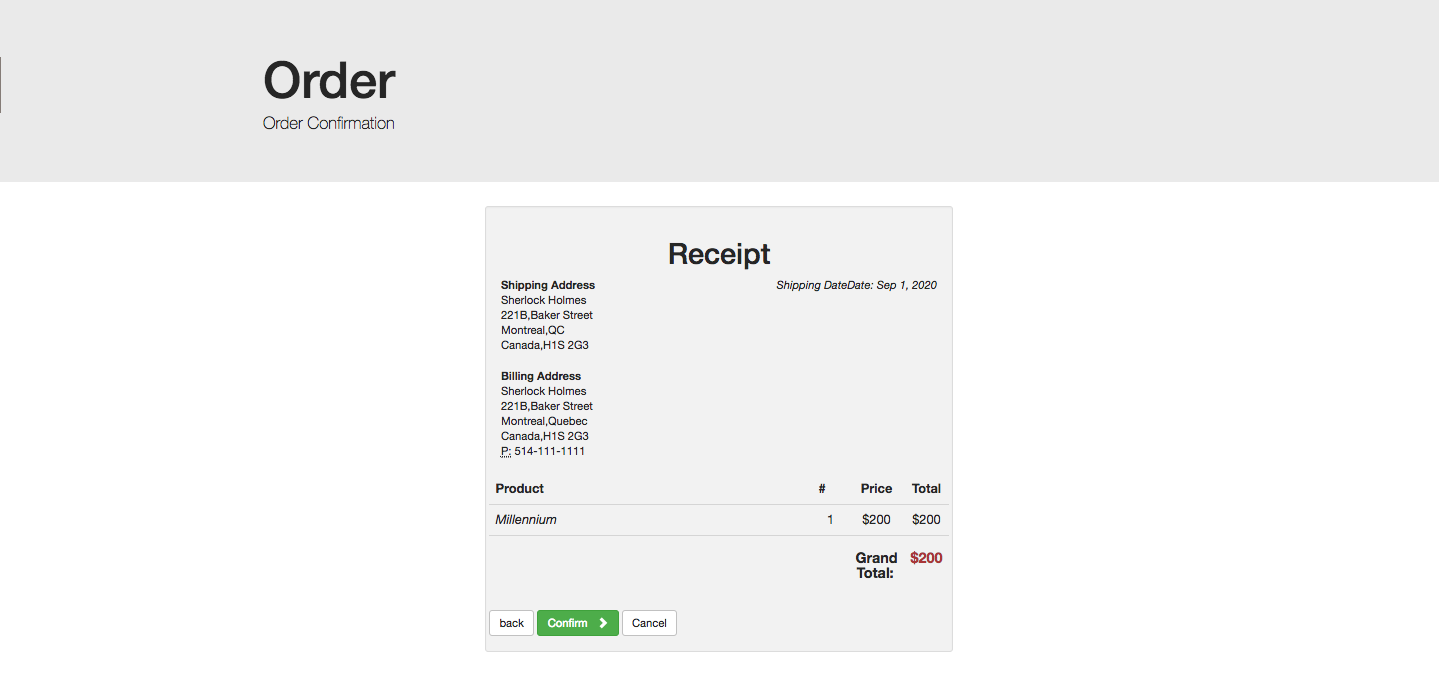 Order
Order Confirmation
Receipt
Shipping Address
Shipping DateDate: Sep 1, 2020
Sherlock Holmes
221B,Baker Street
Montreal,QC
Canada,H1S 2G3
Billing Address
Sherlock Holmes
221B,Baker Street
Montreal,Quebec
Canada,H1S 2G3
P: 514-111-1111
Product # Price Total
Millennium 1 $200 $200
Grand Total: $200
back Confirm Cancel